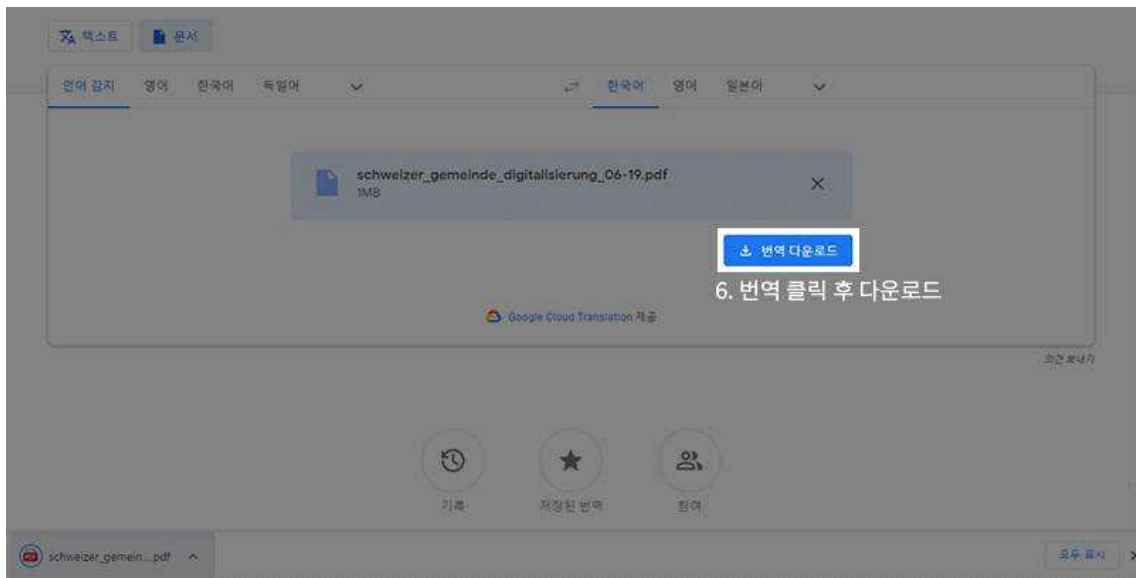 텍스트 문서
언어 감지 영어 한국어 독일어 한국어 영어 일본어
schweizer_gemeinde_digitalisierung_06-19.pdf
1MB
번역 다운로드
6. 번역 클릭 후 다운로드
Google Cloud Translation 제공
의견 보내기
기록 저장된 번역 참여
schweizer_gemein....pdf 모두 표시